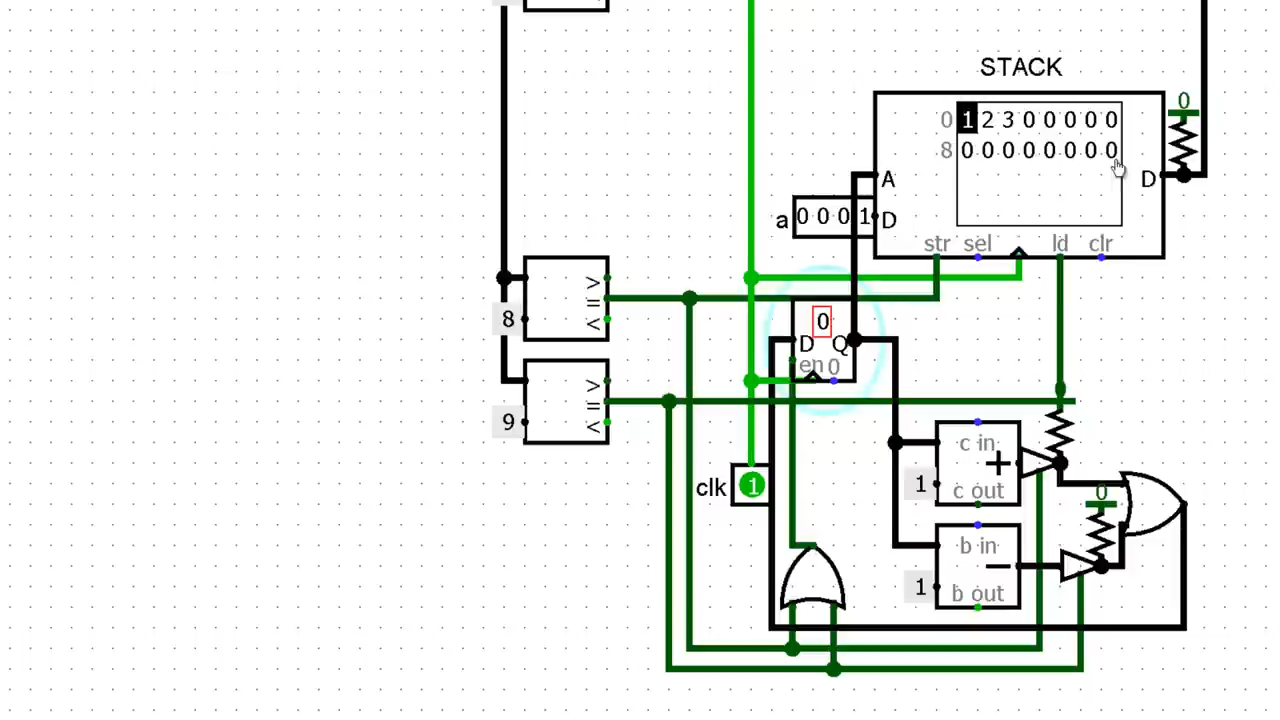 STACK
0
0 1 2 3 0 0 0 0 0
8 0 0 0 0 0 0 0 0
A
D
a 0 0 0 1 D
str sel ld clr
>
=
<
8
0
D Q
en 0
>
=
<
9
0
c in
+
clk 1
1
c out
0
b in
−
1
b out